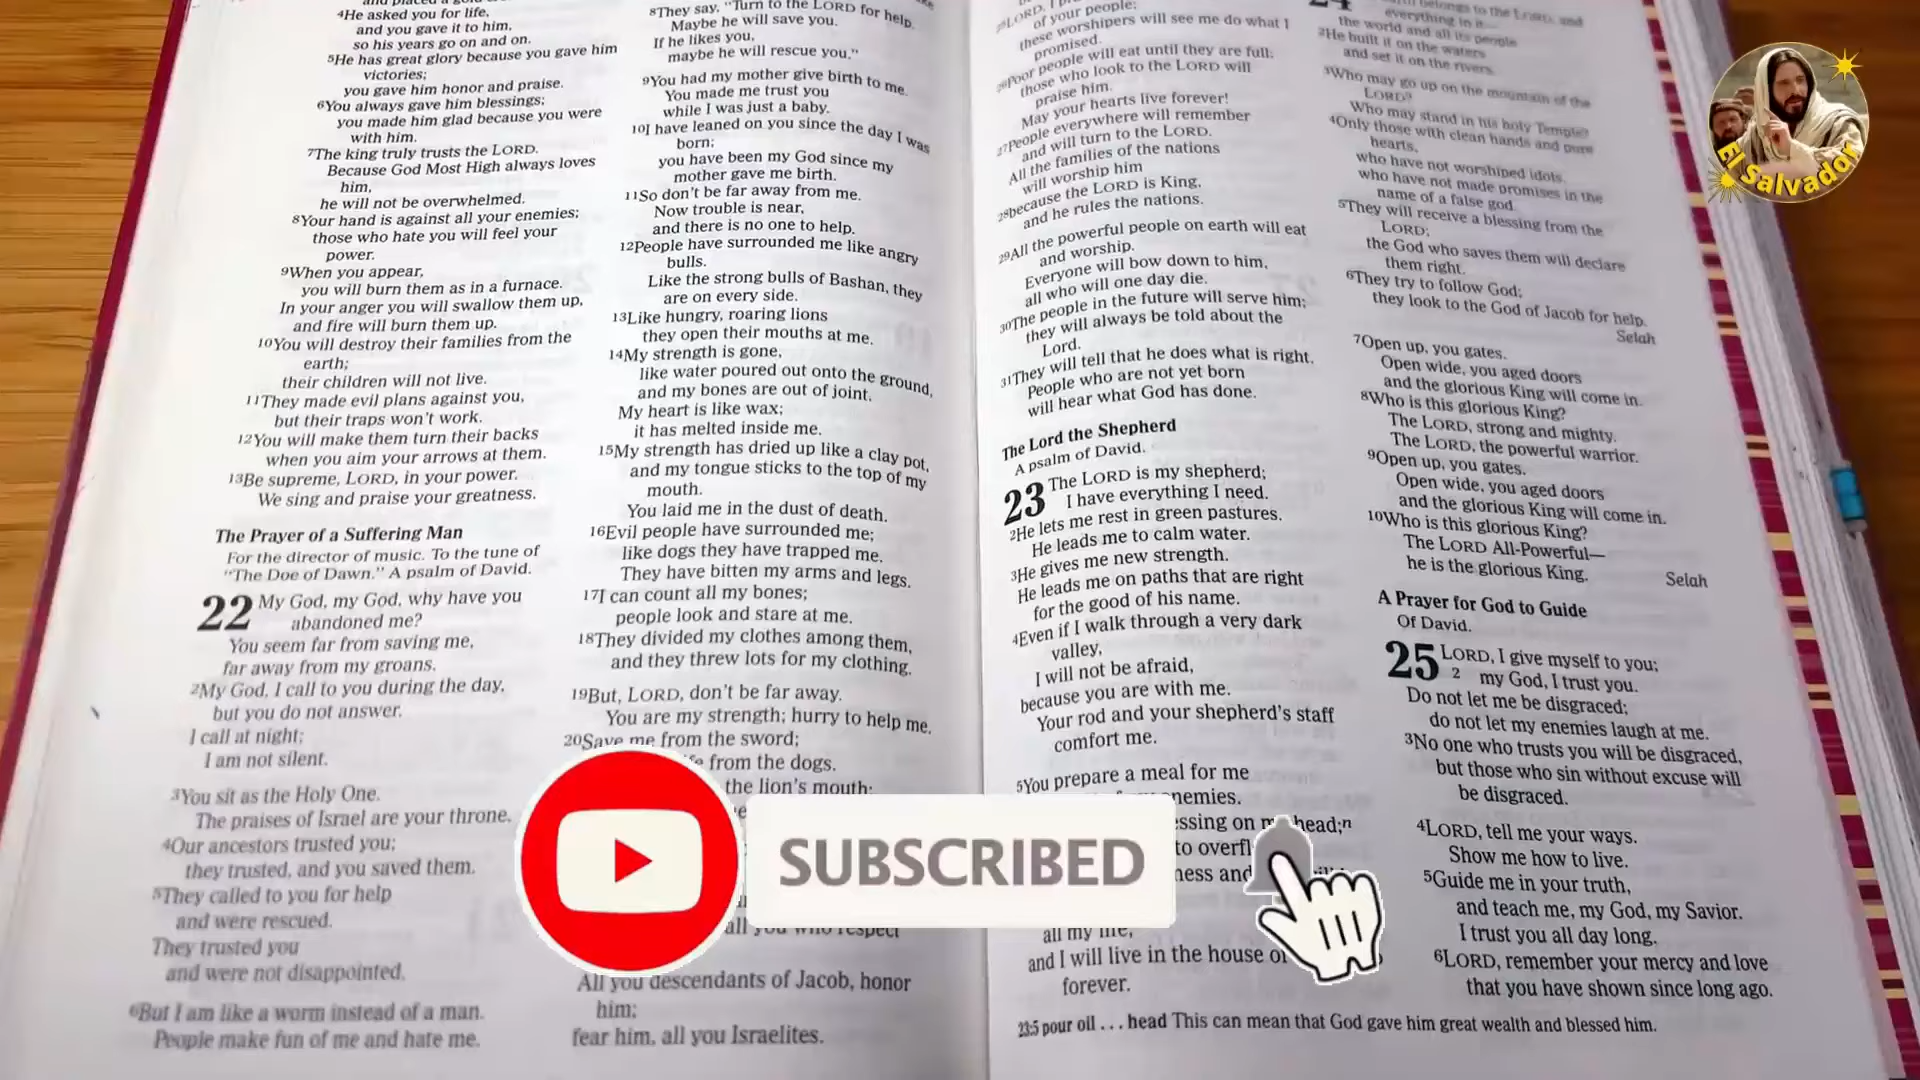 4He asked you for life,
and you gave it to him,
so his years go on and on.
5He has great glory because you gave him
victories;
you gave him honor and praise.
6You always gave him blessings;
you made him glad because you were
with him.
7The king truly trusts the LORD.
Because God Most High always loves
him,
he will not be overwhelmed.
8Your hand is against all your enemies;
those who hate you will feel your
power.
9When you appear,
you will burn them as in a furnace.
In your anger you will swallow them up,
and fire will burn them up.
10You will destroy their families from the
earth;
their children will not live.
11They made evil plans against you,
but their traps won't work.
12You will make them turn their backs
when you aim your arrows at them.
13Be supreme, LORD, in your power.
We sing and praise your greatness.
The Prayer of a Suffering Man
For the director of music. To the tune of
"The Doe of Dawn." A psalm of David.
22 My God, my God, why have you
abandoned me?
You seem far from saving me,
far away from my groans.
2My God, I call to you during the day,
but you do not answer.
I call at night;
I am not silent.
3You sit as the Holy One.
The praises of Israel are your throne.
4Our ancestors trusted you;
they trusted, and you saved them.
5They called to you for help
and were rescued.
They trusted you
and were not disappointed.
6But I am like a worm instead of a man.
People make fun of me and hate me.
8They say, "Turn to the LORD for help.
Maybe he will save you.
If he likes you,
maybe he will rescue you."
9You had my mother give birth to me.
You made me trust you
while I was just a baby.
10I have leaned on you since the day I was
born;
you have been my God since my
mother gave me birth.
11So don't be far away from me.
Now trouble is near,
and there is no one to help.
12People have surrounded me like angry
bulls.
Like the strong bulls of Bashan, they
are on every side.
13Like hungry, roaring lions
they open their mouths at me.
14My strength is gone,
like water poured out onto the ground,
and my bones are out of joint.
My heart is like wax;
it has melted inside me.
15My strength has dried up like a clay pot,
and my tongue sticks to the top of my
mouth.
You laid me in the dust of death.
16Evil people have surrounded me;
like dogs they have trapped me.
They have bitten my arms and legs.
17I can count all my bones;
people look and stare at me.
18They divided my clothes among them,
and they threw lots for my clothing.
19But, LORD, don't be far away.
You are my strength; hurry to help me.
20Save me from the sword;
from the dogs.
the lion's mouth;
all you who respect
All you descendants of Jacob, honor
him;
fear him, all you Israelites.
of your people;
these worshipers will see me do what I
promised.
26Poor people will eat until they are full;
those who look to the LORD will
praise him.
May your hearts live forever!
27People everywhere will remember
and will turn to the LORD.
All the families of the nations
will worship him
28because the LORD is King,
and he rules the nations.
29All the powerful people on earth will eat
and worship.
Everyone will bow down to him,
all who will one day die.
30The people in the future will serve him;
they will always be told about the
Lord.
31They will tell that he does what is right.
People who are not yet born
will hear what God has done.
The Lord the Shepherd
A psalm of David.
23 The LORD is my shepherd;
I have everything I need.
2He lets me rest in green pastures.
He leads me to calm water.
3He gives me new strength.
He leads me on paths that are right
for the good of his name.
4Even if I walk through a very dark
valley,
I will not be afraid,
because you are with me.
Your rod and your shepherd's staff
comfort me.
5You prepare a meal for me
enemies.
head;n
to
and
all my life,
and I will live in the house
forever.
23:5 pour oil . . . head This can mean that God gave him great wealth and blessed him.
everything in it
the world and all its people
2He built it on the waters
and set it on the rivers.
3Who may go up on the mountain of the
LORD?
Who may stand in his holy Temple?
4Only those with clean hands and pure
hearts,
who have not worshiped idols,
who have not made promises in the
name of a false god.
5They will receive a blessing from the
LORD;
the God who saves them will declare
them right.
6They try to follow God;
they look to the God of Jacob for help.
Selah
7Open up, you gates.
Open wide, you aged doors
and the glorious King will come in.
8Who is this glorious King?
The LORD, strong and mighty.
The LORD, the powerful warrior.
9Open up, you gates.
Open wide, you aged doors
and the glorious King will come in.
10Who is this glorious King?
The LORD All-Powerful—
he is the glorious King.
Selah
A Prayer for God to Guide
Of David.
25 LORD, I give myself to you;
2 my God, I trust you.
Do not let me be disgraced;
do not let my enemies laugh at me.
3No one who trusts you will be disgraced,
but those who sin without excuse will
be disgraced.
4LORD, tell me your ways.
Show me how to live.
5Guide me in your truth,
and teach me, my God, my Savior.
I trust you all day long.
6LORD, remember your mercy and love
that you have shown since long ago.
El Salvador
SUBSCRIBED